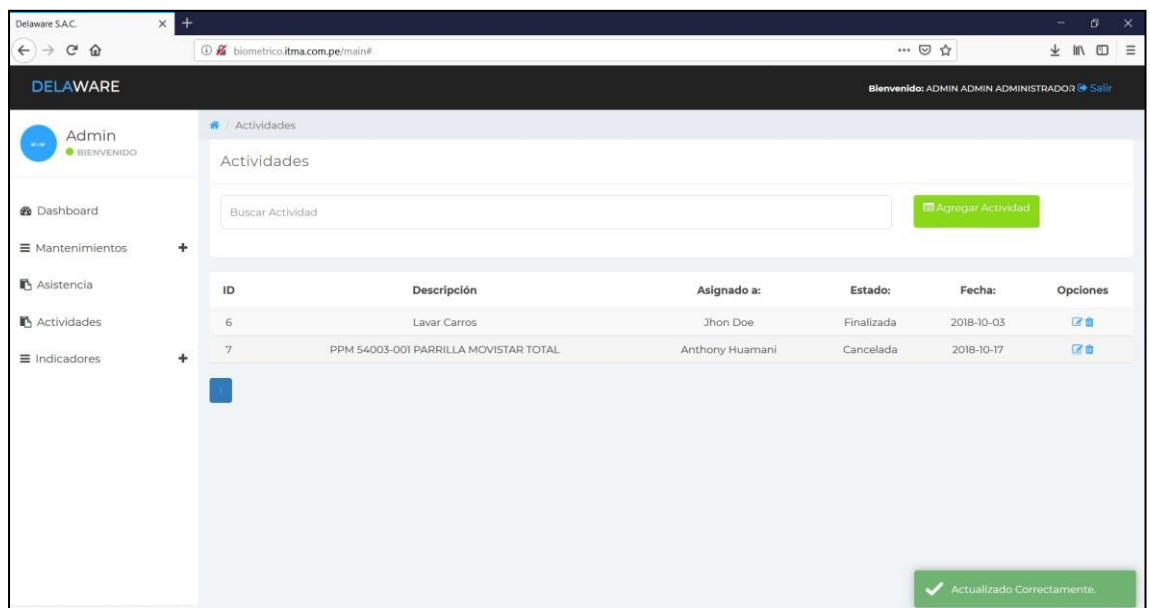 Delaware S.A.C.
biometrico.itma.com.pe/main#
DELAWARE
Bienvenido: ADMIN ADMIN ADMINISTRADOR Salir
Admin
BIENVENIDO
Actividades
Actividades
Dashboard
Buscar Actividad
Agregar Actividad
Mantenimientos
Asistencia
Actividades
Indicadores
ID Descripción Asignado a: Estado: Fecha: Opciones
6 Lavar Carros Jhon Doe Finalizada 2018-10-03
7 PPM 54003-001 PARRILLA MOVISTAR TOTAL Anthony Huamani Cancelada 2018-10-17
1
Actualizado Correctamente.